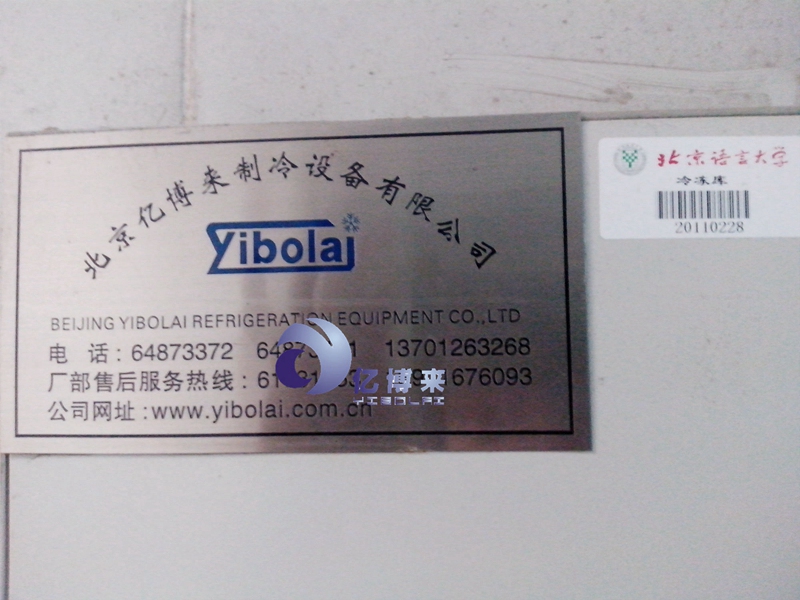 北京亿博来制冷设备有限公司
yibolai
BEIJING YIBOLAI REFRIGERATION EQUIPMENT CO.,LTD
电 话:64873372 13701263268
厂部售后服务热线:
公司网址:www.yibolai.com.cn
亿博来
YIBOLAI
北京语言大学
冷冻库
20110228